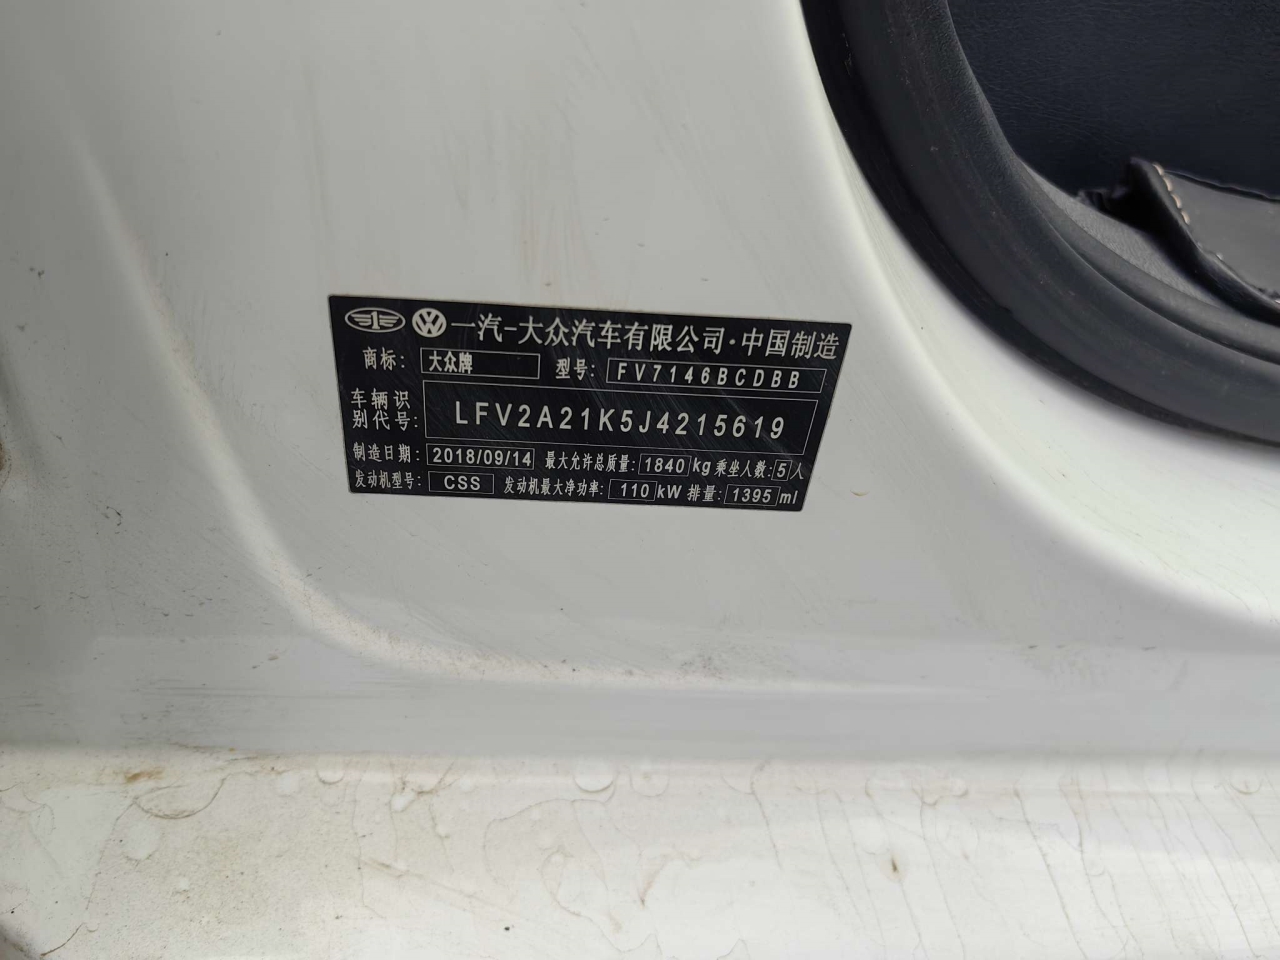 一汽-大众汽车有限公司·中国制造
商标: 大众牌 型号: FV7146BCDBB
车辆识别代号: LFV2A21K5J4215619
制造日期: 2018/09/14 最大允许总质量: 1840 kg 乘坐人数: 5 人
发动机型号: CSS 发动机最大净功率: 110 kW 排量: 1395 ml